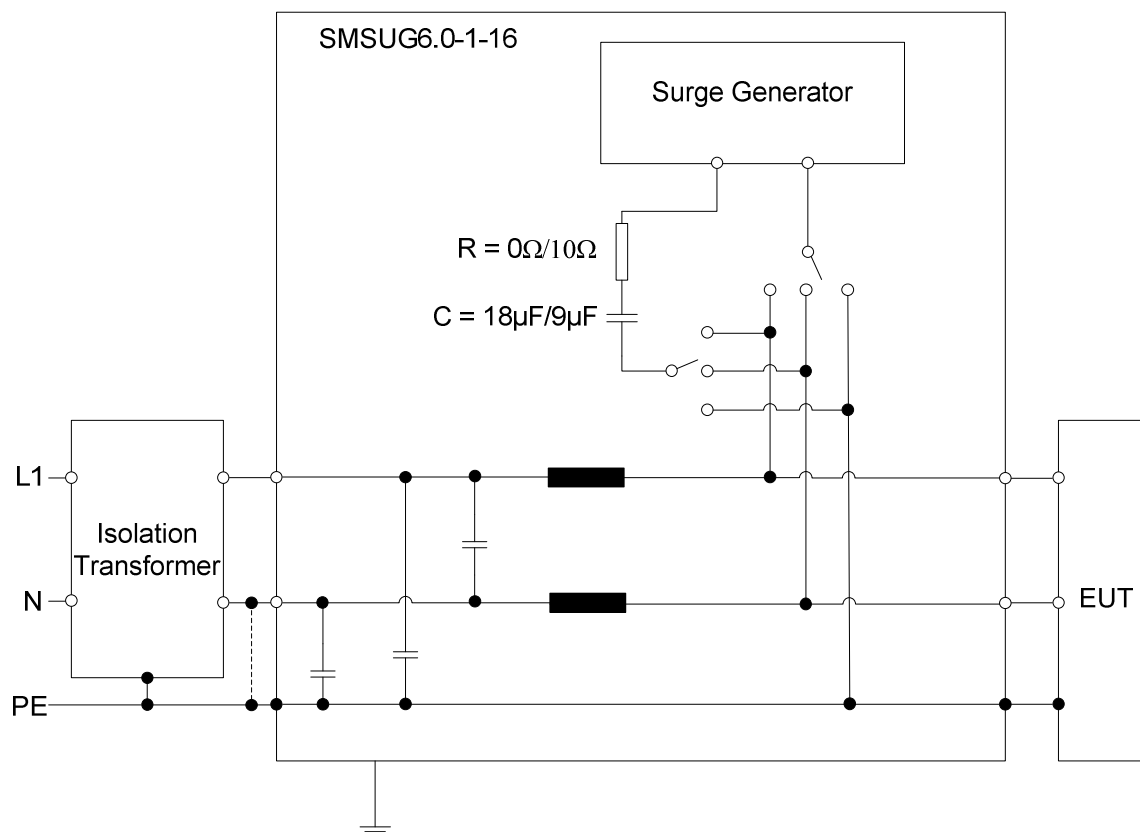 SMSUG6.0-1-16
Surge Generator
R = 0Ω/10Ω
C = 18µF/9µF
L1
Isolation
Transformer
N
EUT
PE